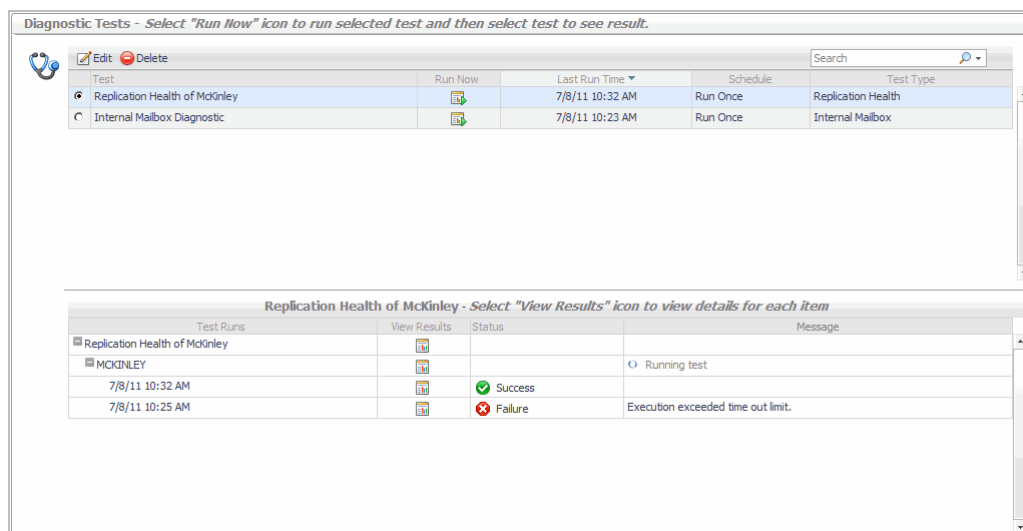 Diagnostic Tests - Select "Run Now" icon to run selected test and then select test to see result.
Edit Delete Search
Test Run Now Last Run Time Schedule Test Type
Replication Health of McKinley 7/8/11 10:32 AM Run Once Replication Health
Internal Mailbox Diagnostic 7/8/11 10:23 AM Run Once Internal Mailbox
Replication Health of McKinley - Select "View Results" icon to view details for each item
Test Runs View Results Status Message
Replication Health of McKinley
MCKINLEY Running test
7/8/11 10:32 AM Success
7/8/11 10:25 AM Failure Execution exceeded time out limit.